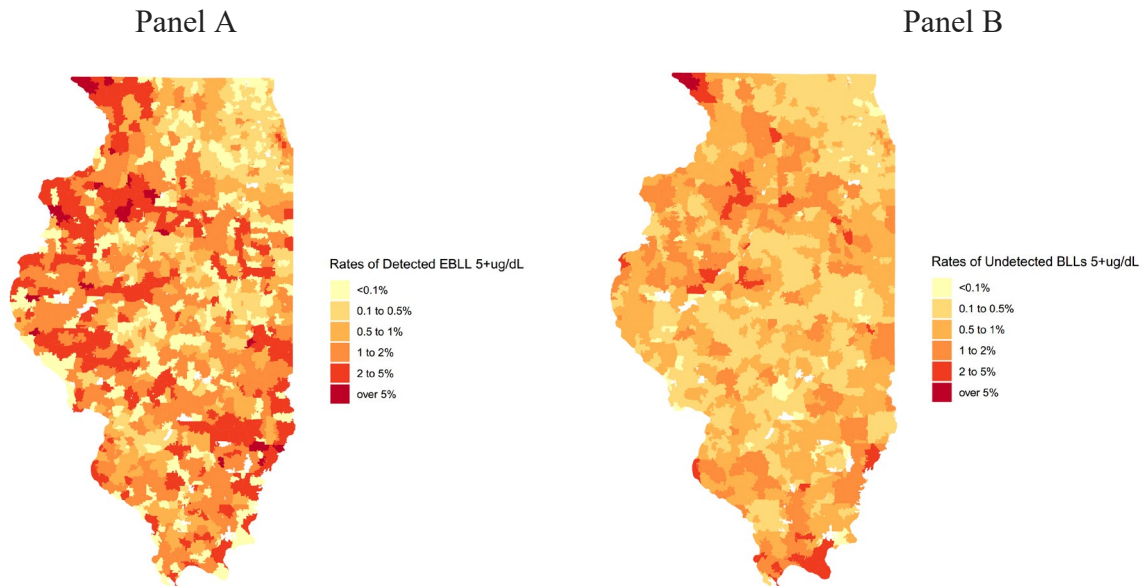 Panel A
Panel B
Rates of Detected EBLL 5+ug/dL
<0.1%
0.1 to 0.5%
0.5 to 1%
1 to 2%
2 to 5%
over 5%
Rates of Undetected BLLs 5+ug/dL
<0.1%
0.1 to 0.5%
0.5 to 1%
1 to 2%
2 to 5%
over 5%